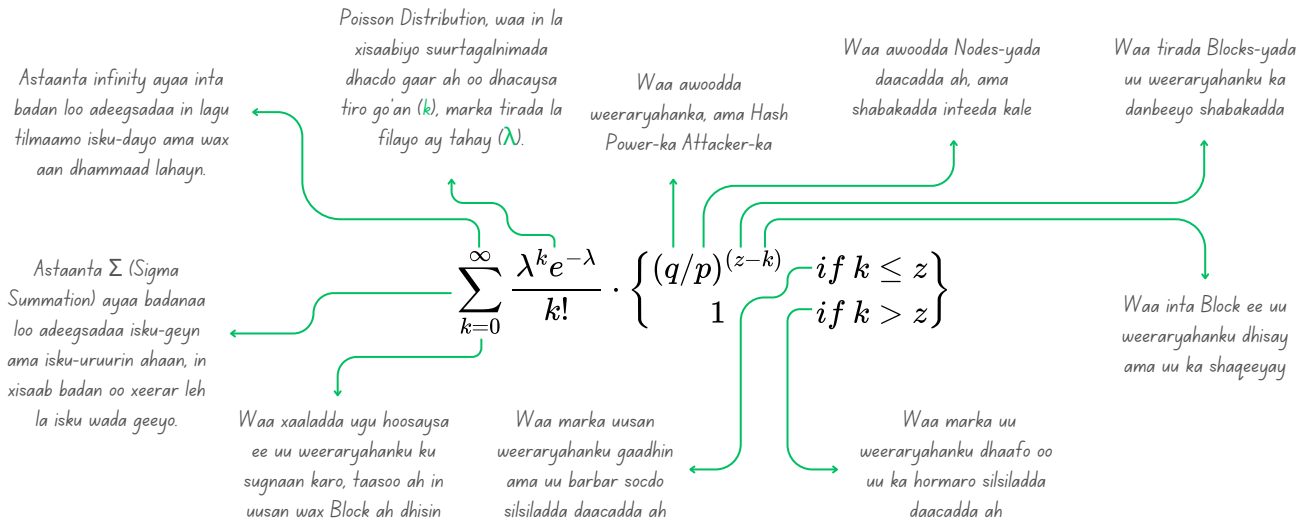 Poisson Distribution, waa in la
xisaabiyo suurtagalnimada
dhacdo gaar ah oo dhacaysa
tiro go'an (k), marka tirada la
filayo ay tahay (λ).
Astaanta infinity ayaa inta
badan loo adeegsadaa in lagu
tilmaamo isku-dayo ama wax
aan dhammaad lahayn.
Waa awoodda
weeraryahanka, ama Hash
Power-ka Attacker-ka
Waa awoodda Nodes-yada
daacadda ah, ama
shabakadda inteeda kale
Waa tirada Blocks-yada
uu weeraryahanku ka
danbeeyo shabakadda
Astaanta Σ (Sigma
Summation) ayaa badanaa
loo adeegsadaa isku-geyn
ama isku-uruurin ahaan, in
xisaab badan oo xeerar leh
la isku wada geeyo.
∞
∑ λ^k e^{−λ} / k! · { (q/p)^{(z−k)} if k ≤ z
k=0 1 if k > z }
Waa inta Block ee uu
weeraryahanku dhisay
ama uu ka shaqeeyay
Waa xaaladda ugu hoosaysa
ee uu weeraryahanku ku
sugnaan karo, taasoo ah in
uusan wax Block ah dhisin
Waa marka uusan
weeraryahanku gaadhin
ama uu barbar socdo
silsiladda daacadda ah
Waa marka uu
weeraryahanku dhaafo oo
uu ka hormaro silsiladda
daacadda ah